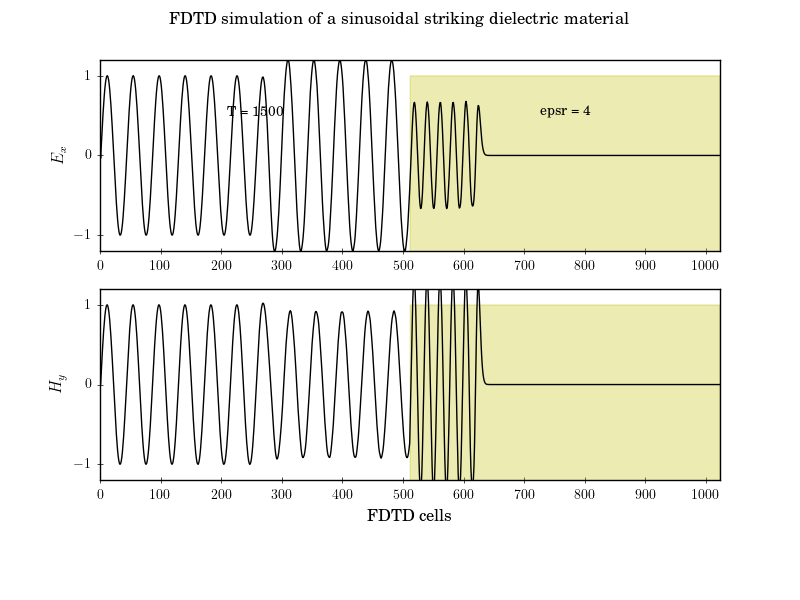 FDTD simulation of a sinusoidal striking dielectric material
1
0
−1
E_x
T = 1500
epsr = 4
0 100 200 300 400 500 600 700 800 900 1000
1
0
−1
H_y
0 100 200 300 400 500 600 700 800 900 1000
FDTD cells